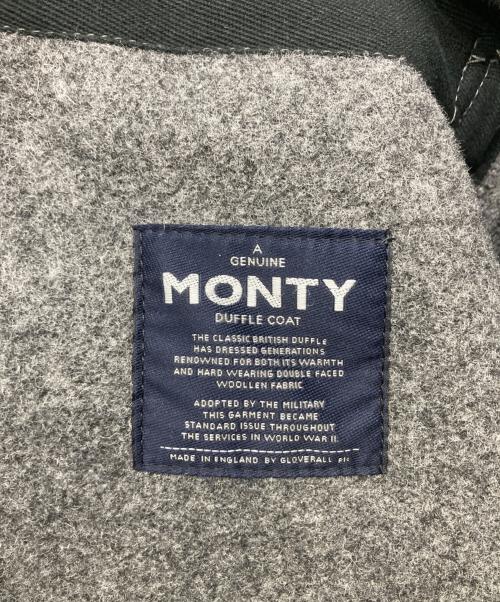 A
GENUINE
MONTY
DUFFLE COAT
THE CLASSIC BRITISH DUFFLE
HAS DRESSED GENERATIONS
RENOWNED FOR BOTH ITS WARMTH
AND HARD WEARING DOUBLE FACED
WOOLLEN FABRIC
ADOPTED BY THE MILITARY
THIS GARMENT BECAME
STANDARD ISSUE THROUGHOUT
THE SERVICES IN WORLD WAR II.
MADE IN ENGLAND BY GLOVERALL Plc